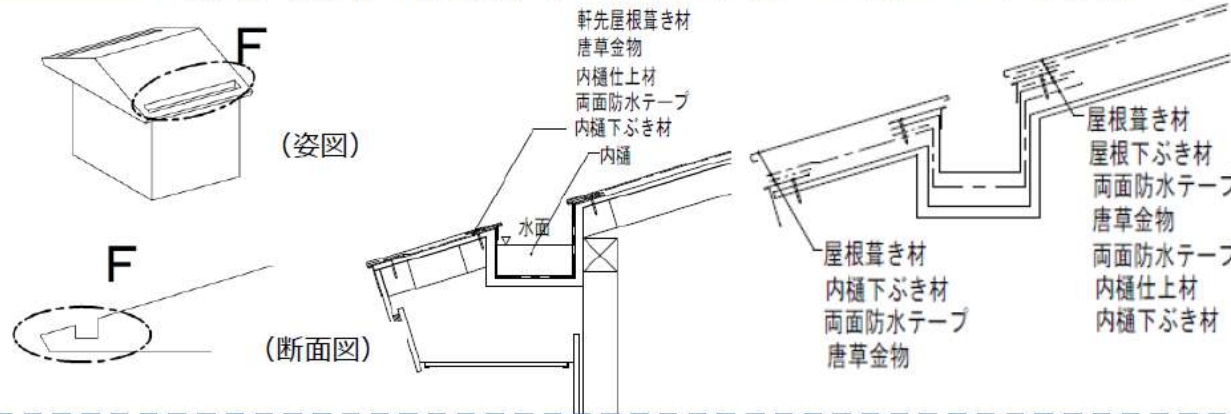 F
(姿図)
F
(断面図)
軒先屋根葺き材
唐草金物
内樋仕上材
両面防水テープ
内樋下ぶき材
内樋
水面
屋根葺き材
内樋下ぶき材
両面防水テープ
唐草金物
屋根葺き材
屋根下ぶき材
両面防水テープ
唐草金物
両面防水テープ
内樋仕上材
内樋下ぶき材